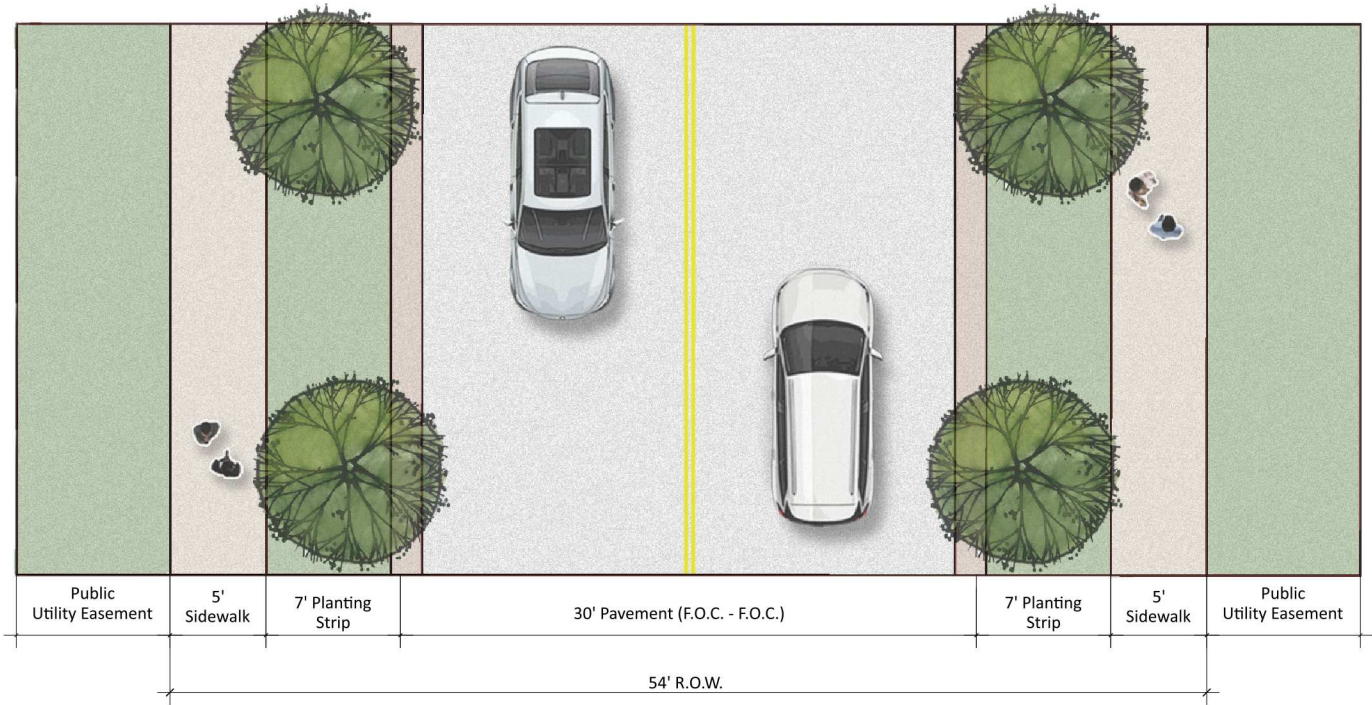 Public
Utility Easement
5'
Sidewalk
7' Planting
Strip
30' Pavement (F.O.C. - F.O.C.)
7' Planting
Strip
5'
Sidewalk
Public
Utility Easement
54' R.O.W.